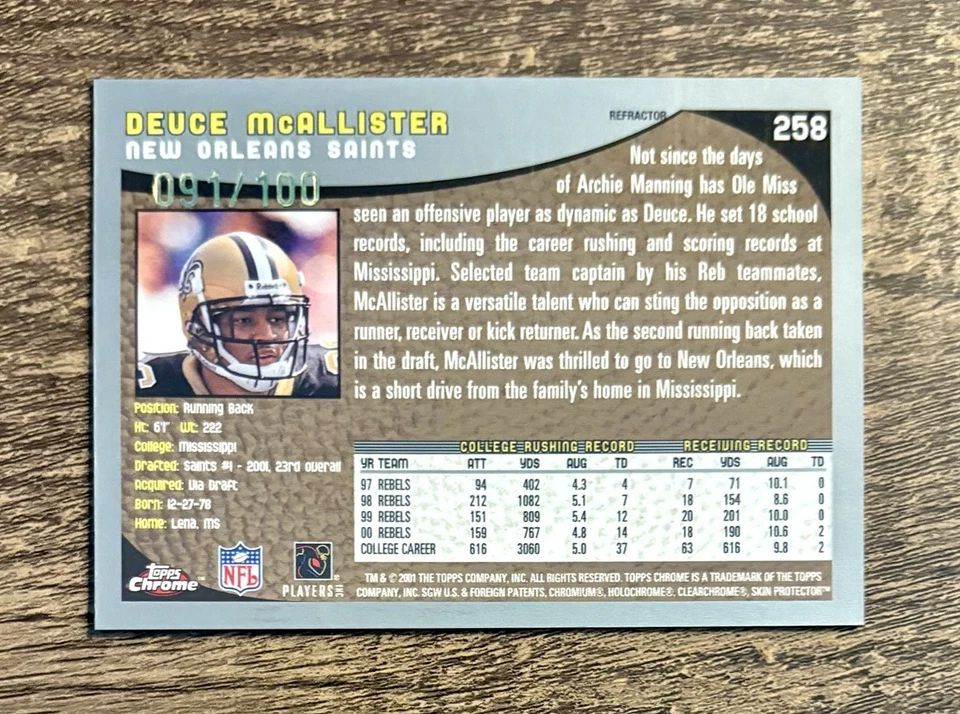 DEUCE McALLISTER
REFRACTOR
258
NEW ORLEANS SAINTS
091/100
Not since the days
of Archie Manning has Ole Miss
seen an offensive player as dynamic as Deuce. He set 18 school
records, including the career rushing and scoring records at
Mississippi. Selected team captain by his Reb teammates,
McAllister is a versatile talent who can sting the opposition as a
runner, receiver or kick returner. As the second running back taken
in the draft, McAllister was thrilled to go to New Orleans, which
is a short drive from the family's home in Mississippi.
Riddell
Position: Running Back
Ht: 6'1" Wt: 222
College: Mississippi
Drafted: Saints #1 - 2001, 23rd overall
Acquired: Via Draft
Born: 12-27-78
Home: Lena, MS
COLLEGE RUSHING RECORD RECEIVING RECORD
YR TEAM ATT YDS AUG TD REC YDS AUG TD
97 REBELS 94 402 4.3 4 7 71 10.1 0
98 REBELS 212 1082 5.1 7 18 154 8.6 0
99 REBELS 151 809 5.4 12 20 201 10.0 0
00 REBELS 159 767 4.8 14 18 190 10.6 2
COLLEGE CAREER 616 3060 5.0 37 63 616 9.8 2
Topps Chrome™
NFL
PLAYERS INC
TM & © 2001 THE TOPPS COMPANY, INC. ALL RIGHTS RESERVED. TOPPS CHROME IS A TRADEMARK OF THE TOPPS
COMPANY, INC. SGW U.S. & FOREIGN PATENTS, CHROMIUM®, HOLOCHROME®, CLEARCHROME®, SKIN PROTECTOR™